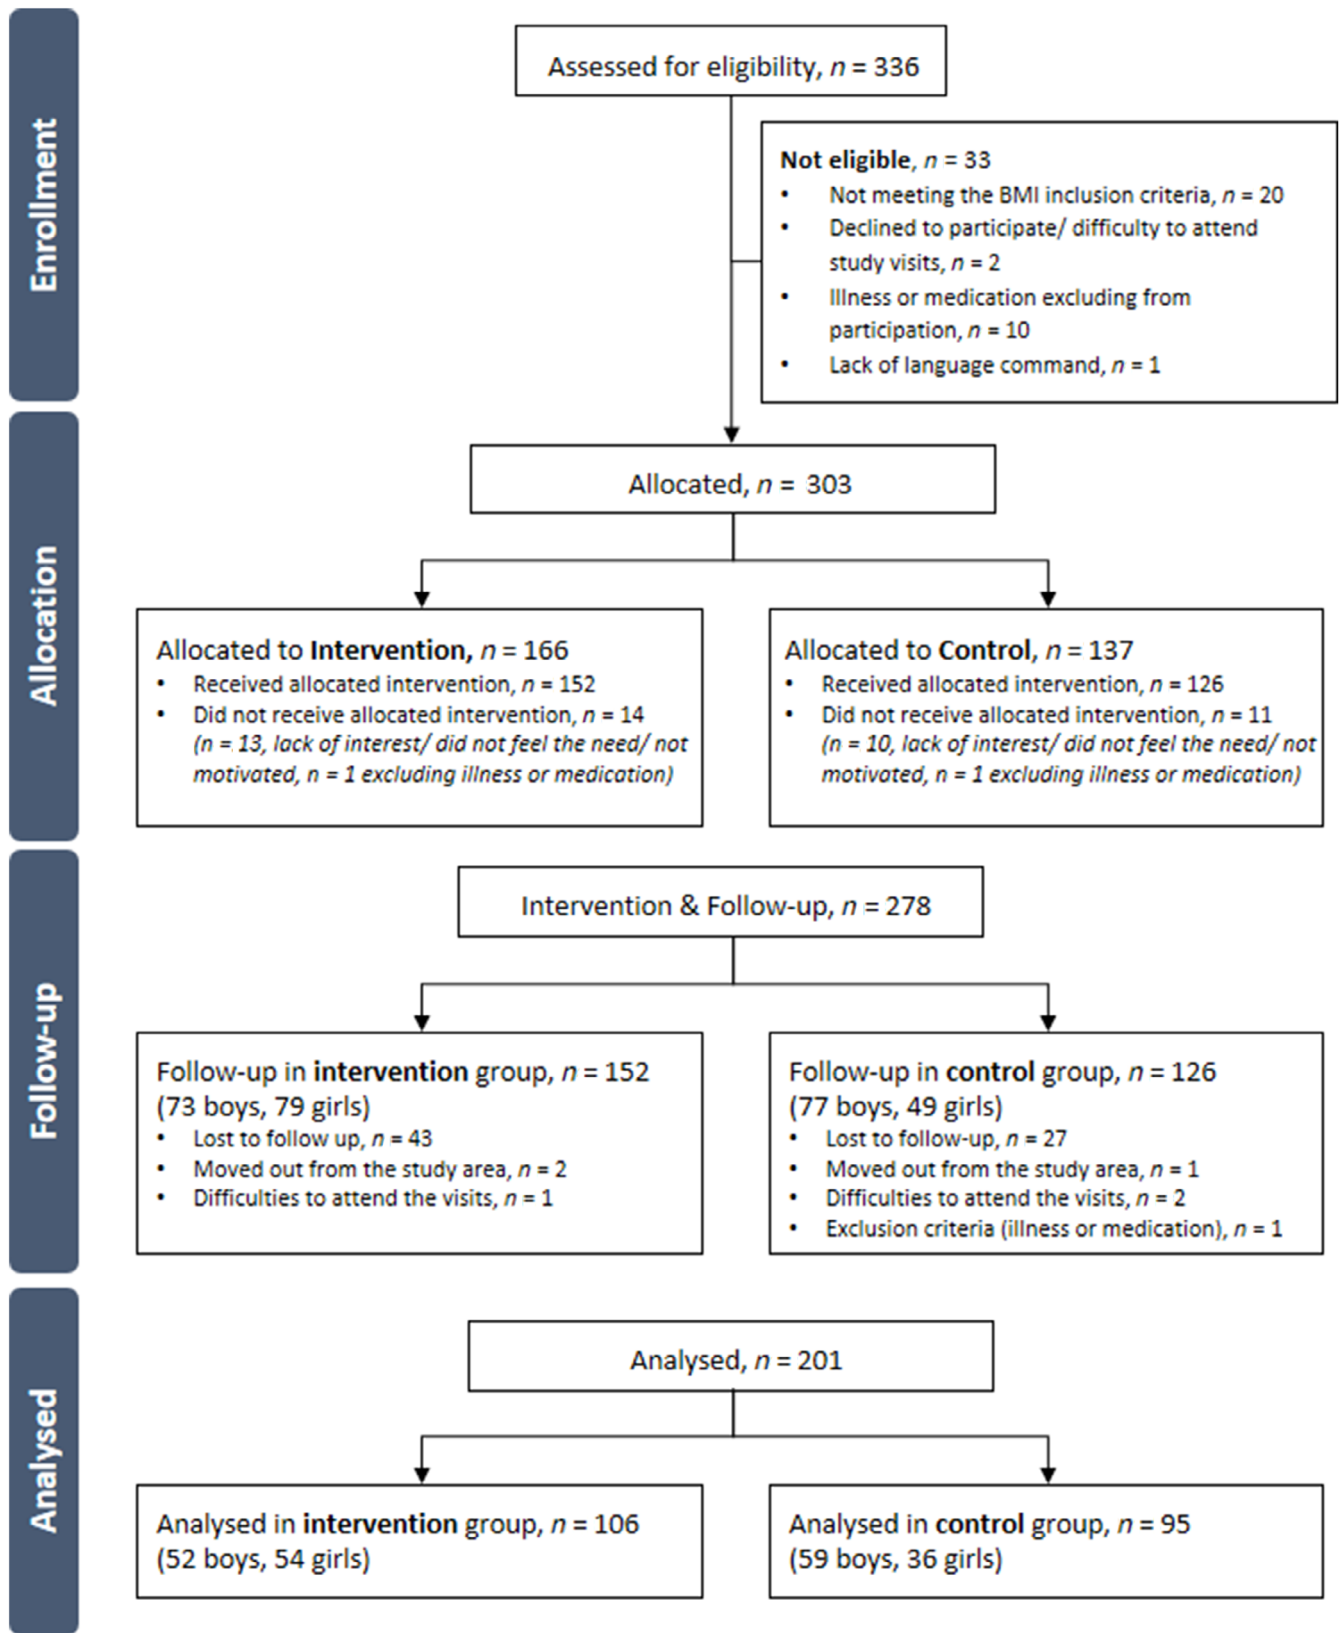 Enrollment
Assessed for eligibility, n = 336
Not eligible, n = 33
• Not meeting the BMI inclusion criteria, n = 20
• Declined to participate/ difficulty to attend
study visits, n = 2
• Illness or medication excluding from
participation, n = 10
• Lack of language command, n = 1
Allocation
Allocated, n = 303
Allocated to Intervention, n = 166
• Received allocated intervention, n = 152
• Did not receive allocated intervention, n = 14
(n = 13, lack of interest/ did not feel the need/ not
motivated, n = 1 excluding illness or medication)
Allocated to Control, n = 137
• Received allocated intervention, n = 126
• Did not receive allocated intervention, n = 11
(n = 10, lack of interest/ did not feel the need/ not
motivated, n = 1 excluding illness or medication)
Follow-up
Intervention & Follow-up, n = 278
Follow-up in intervention group, n = 152
(73 boys, 79 girls)
• Lost to follow up, n = 43
• Moved out from the study area, n = 2
• Difficulties to attend the visits, n = 1
Follow-up in control group, n = 126
(77 boys, 49 girls)
• Lost to follow-up, n = 27
• Moved out from the study area, n = 1
• Difficulties to attend the visits, n = 2
• Exclusion criteria (illness or medication), n = 1
Analysed
Analysed, n = 201
Analysed in intervention group, n = 106
(52 boys, 54 girls)
Analysed in control group, n = 95
(59 boys, 36 girls)